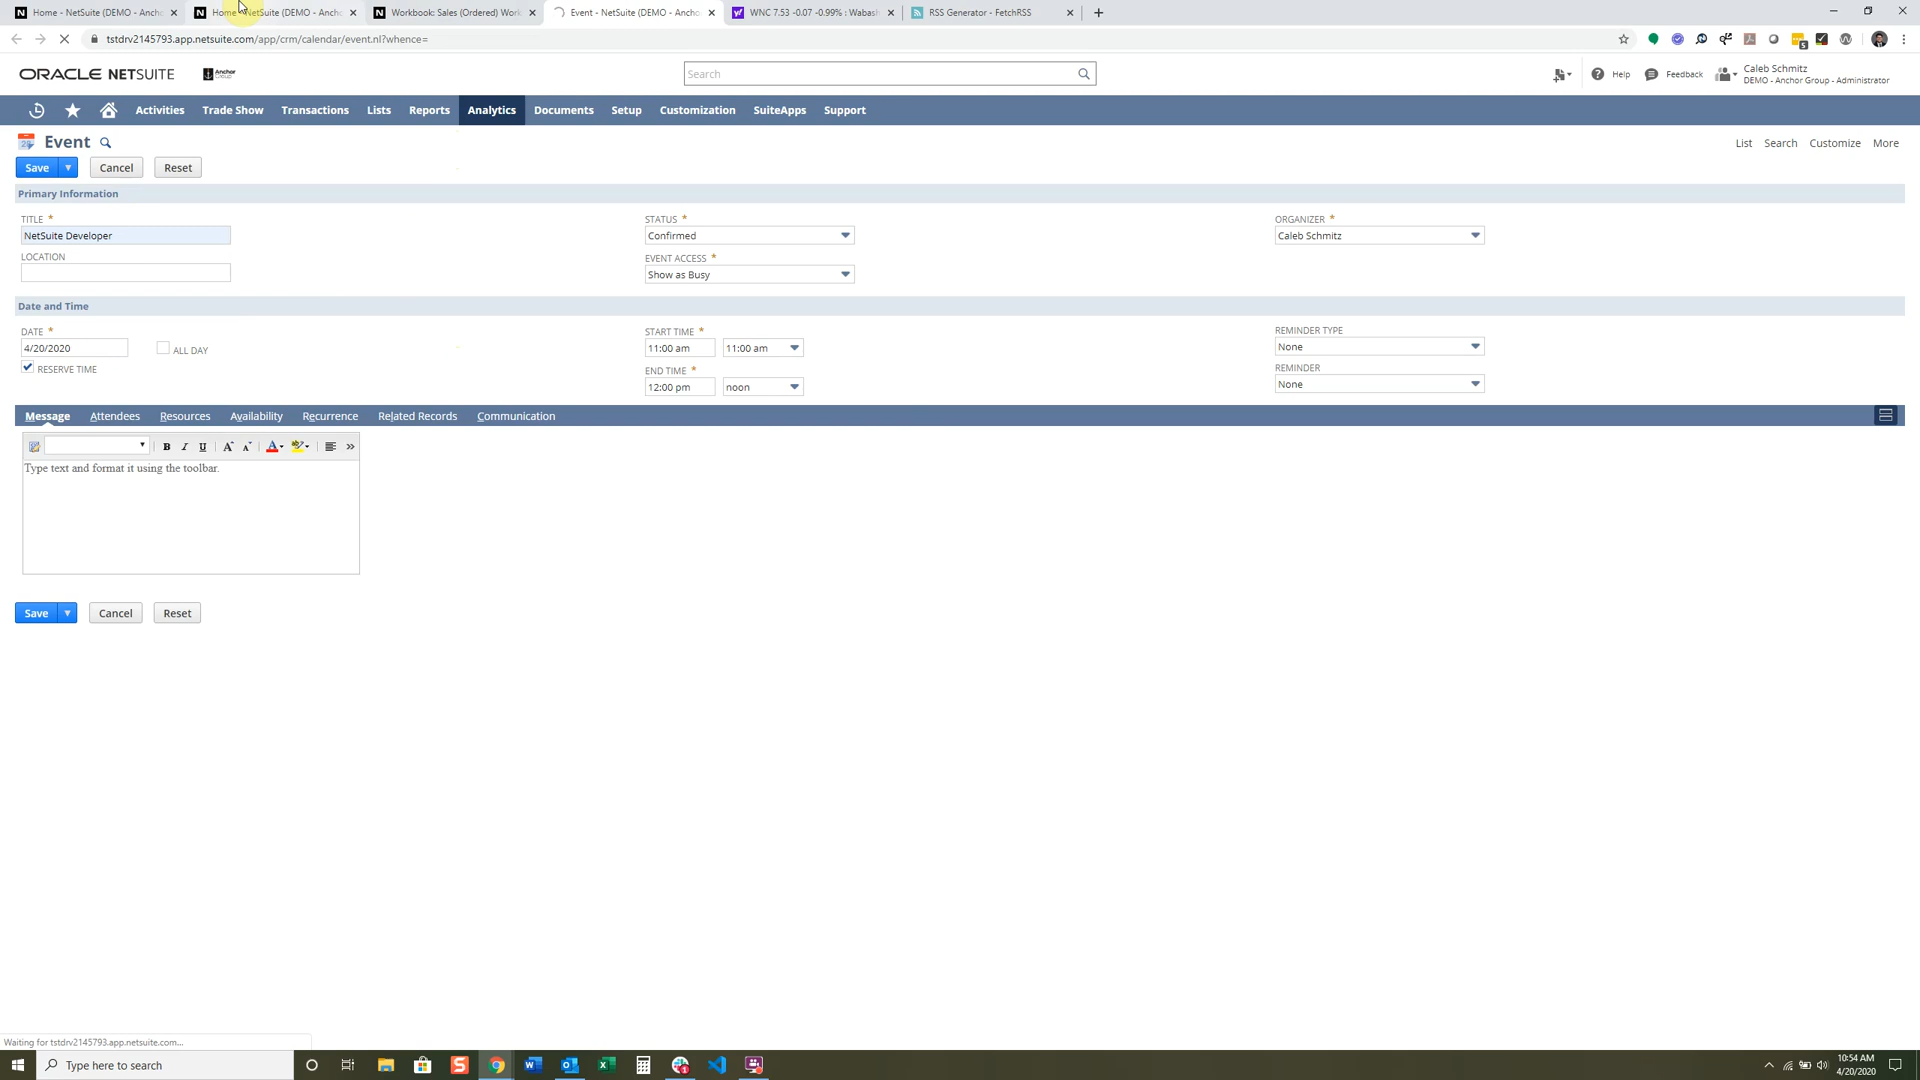 Home - NetSuite (DEMO - Ancho
Home - NetSuite (DEMO - Ancho
Workbook: Sales (Ordered) Work
Event - NetSuite (DEMO - Ancho
WNC 7.53 -0.07 -0.99% : Wabash
RSS Generator - FetchRSS
tstdrv2145793.app.netsuite.com/app/crm/calendar/event.nl?whence=
ORACLE NETSUITE
Anchor Group
Search
Help
Feedback
Caleb Schmitz
DEMO - Anchor Group - Administrator
Activities
Trade Show
Transactions
Lists
Reports
Analytics
Documents
Setup
Customization
SuiteApps
Support
Event
List
Search
Customize
More
Save
Cancel
Reset
Primary Information
TITLE *
NetSuite Developer
LOCATION
STATUS *
Confirmed
EVENT ACCESS *
Show as Busy
ORGANIZER *
Caleb Schmitz
Date and Time
DATE *
4/20/2020
ALL DAY
RESERVE TIME
START TIME *
11:00 am
11:00 am
END TIME *
12:00 pm
noon
REMINDER TYPE
None
REMINDER
None
Message
Attendees
Resources
Availability
Recurrence
Related Records
Communication
B
I
U
A
A
A
Type text and format it using the toolbar.
Save
Cancel
Reset
Waiting for tstdrv2145793.app.netsuite.com...
Type here to search
10:54 AM
4/20/2020